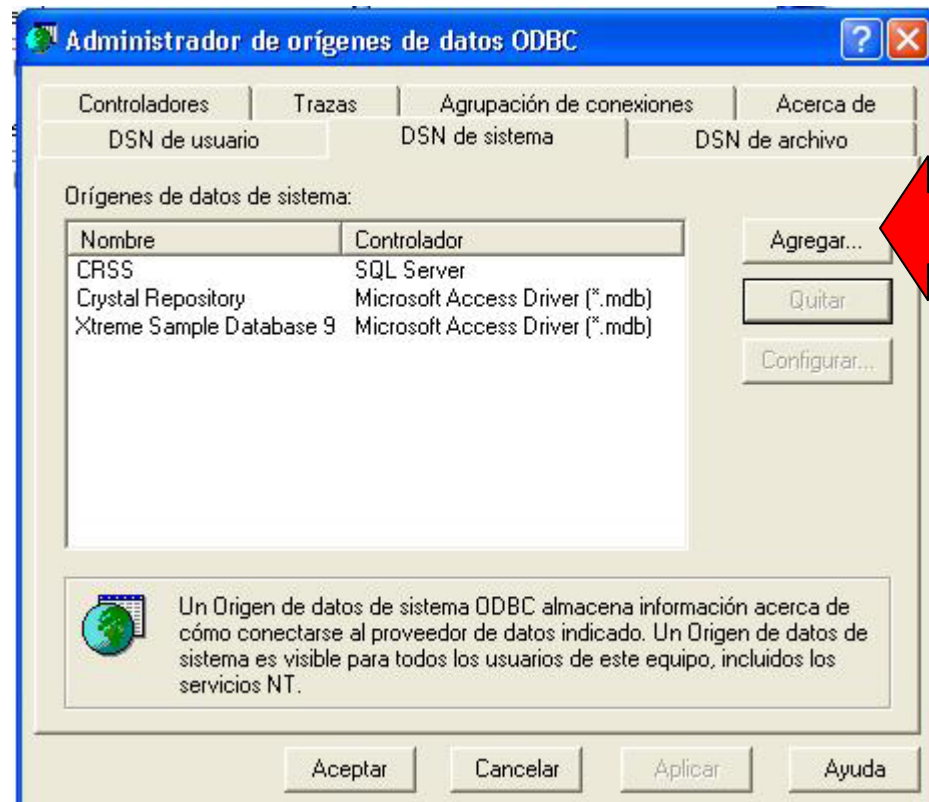 Administrador de orígenes de datos ODBC
Controladores Trazas Agrupación de conexiones Acerca de
DSN de usuario DSN de sistema DSN de archivo
Orígenes de datos de sistema:
Nombre Controlador
CRSS SQL Server
Crystal Repository Microsoft Access Driver (*.mdb)
Xtreme Sample Database 9 Microsoft Access Driver (*.mdb)
Agregar...
Quitar
Configurar...
Un Origen de datos de sistema ODBC almacena información acerca de
cómo conectarse al proveedor de datos indicado. Un Origen de datos de
sistema es visible para todos los usuarios de este equipo, incluidos los
servicios NT.
Aceptar Cancelar Aplicar Ayuda